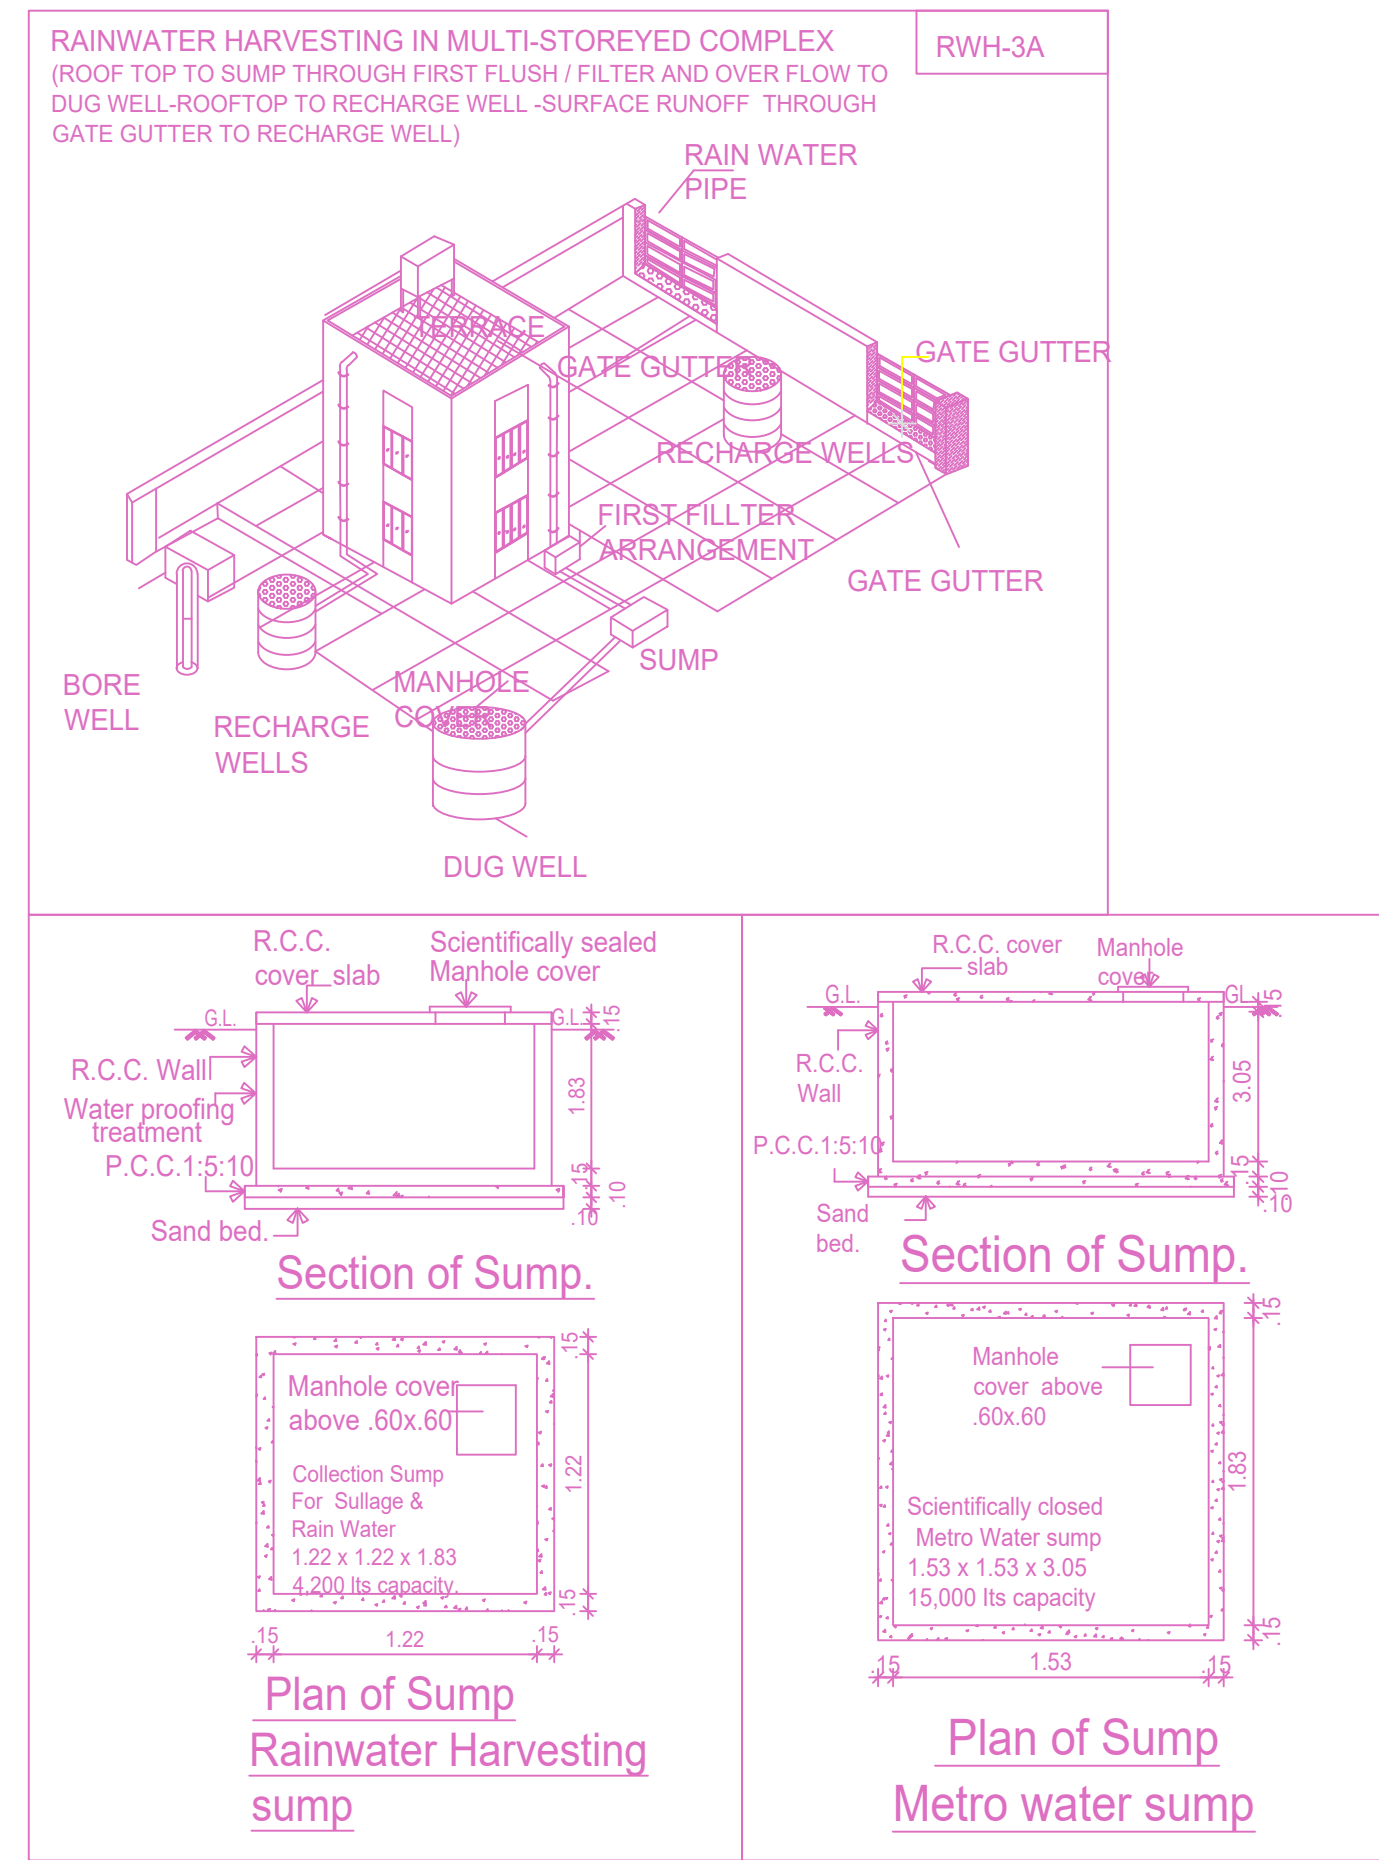 RAINWATER HARVESTING IN MULTI-STOREYED COMPLEX
(ROOF TOP TO SUMP THROUGH FIRST FLUSH / FILTER AND OVER FLOW TO
DUG WELL-ROOFTOP TO RECHARGE WELL -SURFACE RUNOFF THROUGH
GATE GUTTER TO RECHARGE WELL)
RWH-3A
RAIN WATER
PIPE
TERRACE
GATE GUTTER
GATE GUTTER
RECHARGE WELLS
FIRST FILLTER
ARRANGEMENT
GATE GUTTER
SUMP
BORE
WELL
RECHARGE
WELLS
MANHOLE
COVER
DUG WELL
R.C.C.
cover slab
Scientifically sealed
Manhole cover
G.L.
G.L.
.15
R.C.C. Walll
Water proofing
treatment
1.83
P.C.C.1:5:10
.15
.10
.10
Sand bed.
Section of Sump.
.15
Manhole cover
above .60x.60
1.22
Collection Sump
For Sullage &
Rain Water
1.22 x 1.22 x 1.83
4,200 lts capacity.
.15
.15
1.22
.15
Plan of Sump
Rainwater Harvesting
sump
R.C.C. cover
slab
Manhole
cover
G.L.
GL
.15
R.C.C.
Wall
3.05
P.C.C.1:5:10
.15
.10
.10
Sand
bed.
Section of Sump.
.15
Manhole
cover above
.60x.60
1.83
Scientifically closed
Metro Water sump
1.53 x 1.53 x 3.05
15,000 lts capacity
.15
.15
1.53
.15
Plan of Sump
Metro water sump